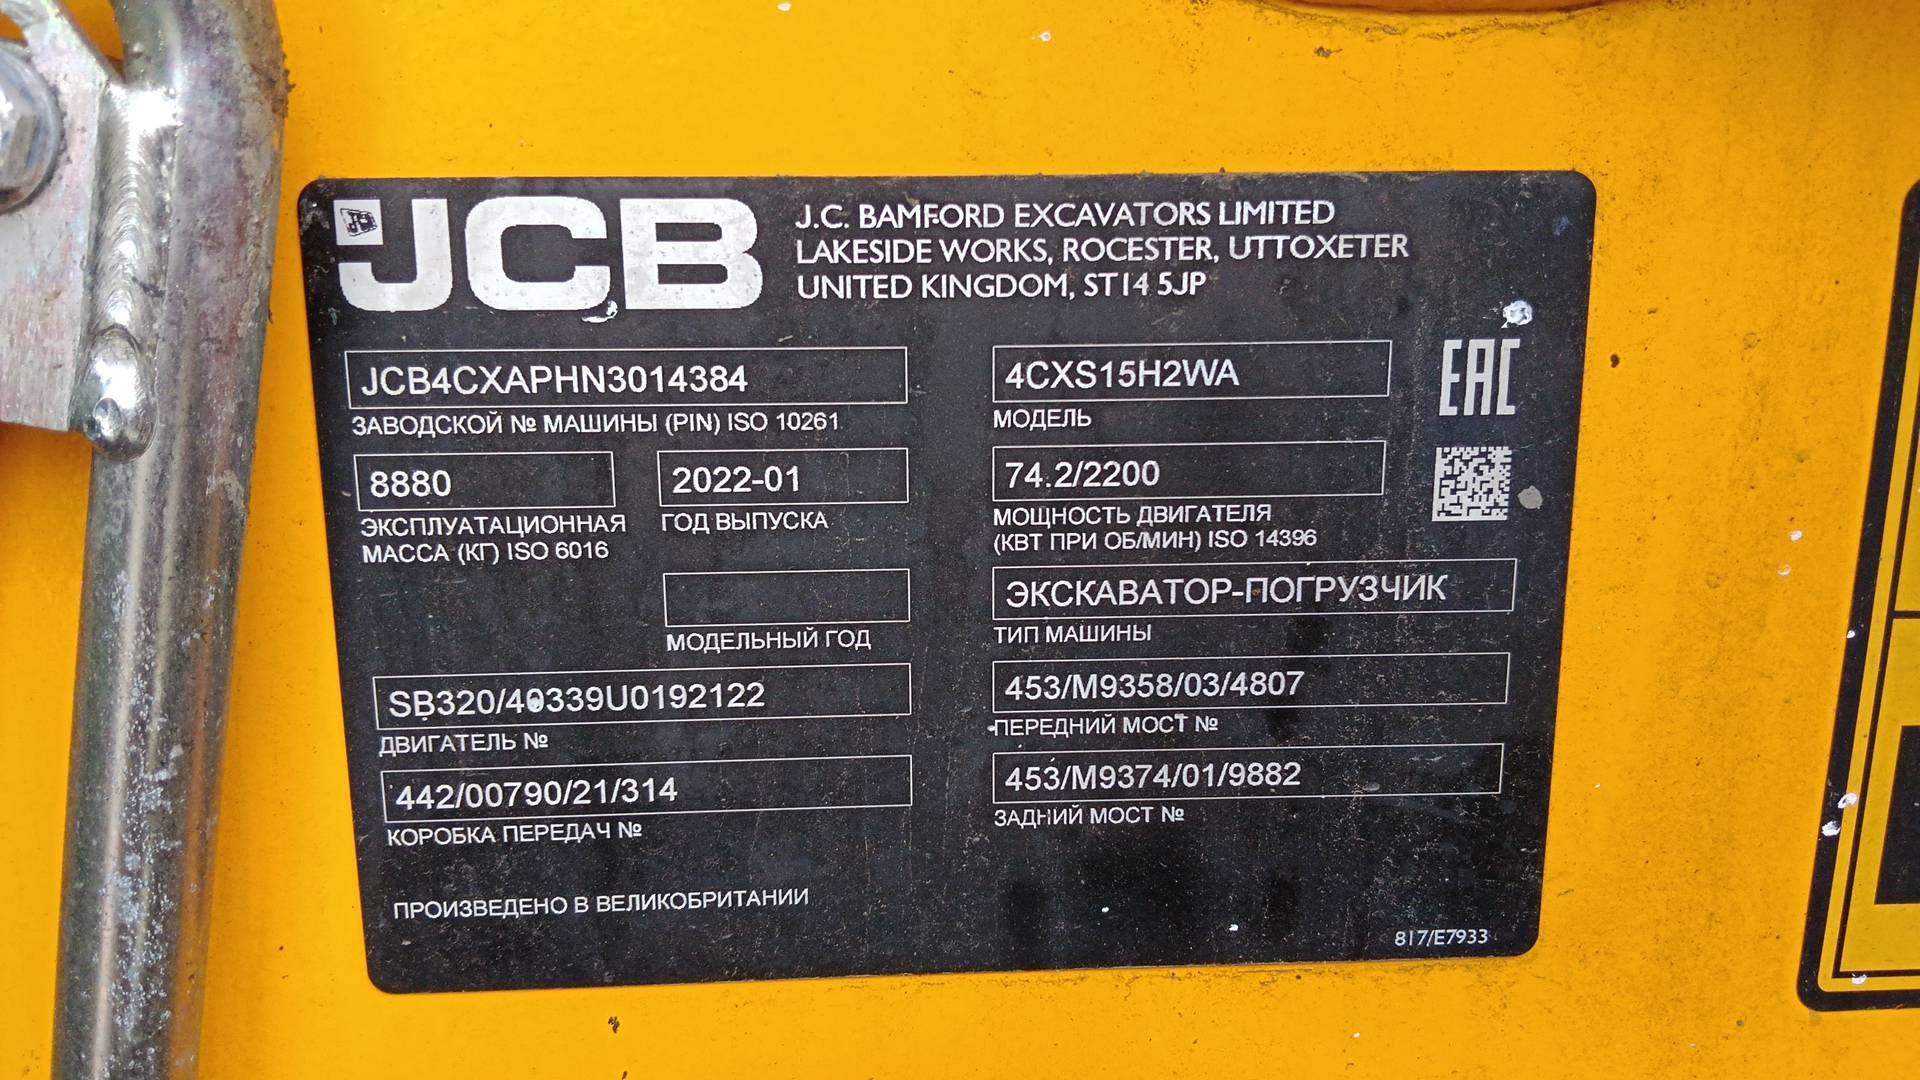 JCB
J.C. BAMFORD EXCAVATORS LIMITED
LAKESIDE WORKS, ROCESTER, UTTOXETER
UNITED KINGDOM, ST14 5JP
JCB4CXAPHN3014384
ЗАВОДСКОЙ № МАШИНЫ (PIN) ISO 10261
4CXS15H2WA
МОДЕЛЬ
EAC
8880
ЭКСПЛУАТАЦИОННАЯ
МАССА (КГ) ISO 6016
2022-01
ГОД ВЫПУСКА
74.2/2200
МОЩНОСТЬ ДВИГАТЕЛЯ
(КВТ ПРИ ОБ/МИН) ISO 14396
МОДЕЛЬНЫЙ ГОД
ЭКСКАВАТОР-ПОГРУЗЧИК
ТИП МАШИНЫ
SB320/40339U0192122
ДВИГАТЕЛЬ №
453/M9358/03/4807
ПЕРЕДНИЙ МОСТ №
442/00790/21/314
КОРОБКА ПЕРЕДАЧ №
453/M9374/01/9882
ЗАДНИЙ МОСТ №
ПРОИЗВЕДЕНО В ВЕЛИКОБРИТАНИИ
817/E7933